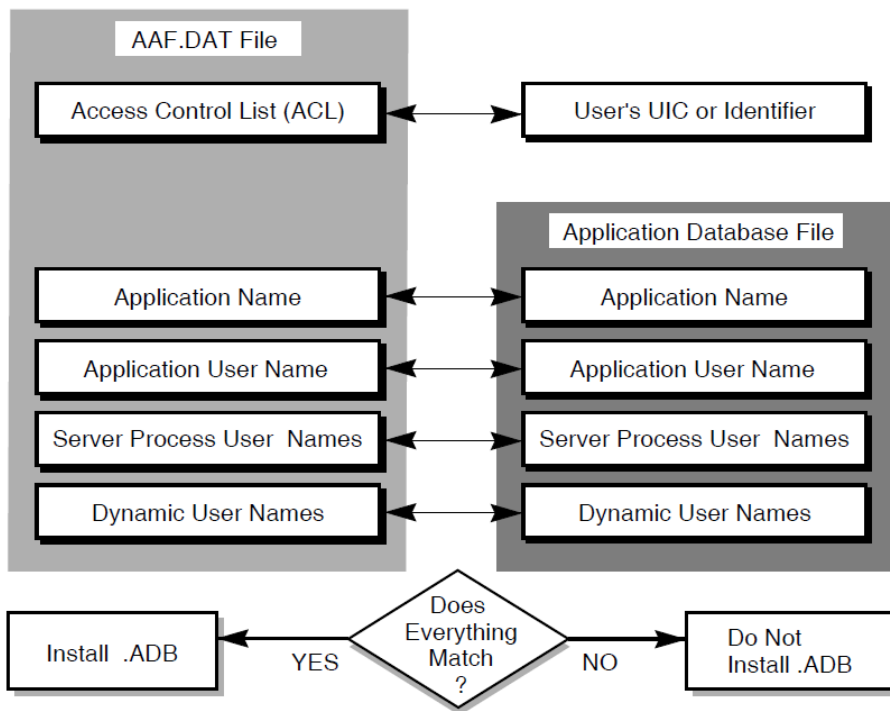 AAF.DAT File
Access Control List (ACL)
User's UIC or Identifier
Application Database File
Application Name
Application Name
Application User Name
Application User Name
Server Process User Names
Server Process User Names
Dynamic User Names
Dynamic User Names
Does
Everything
Match
?
Install .ADB
YES
NO
Do Not
Install .ADB